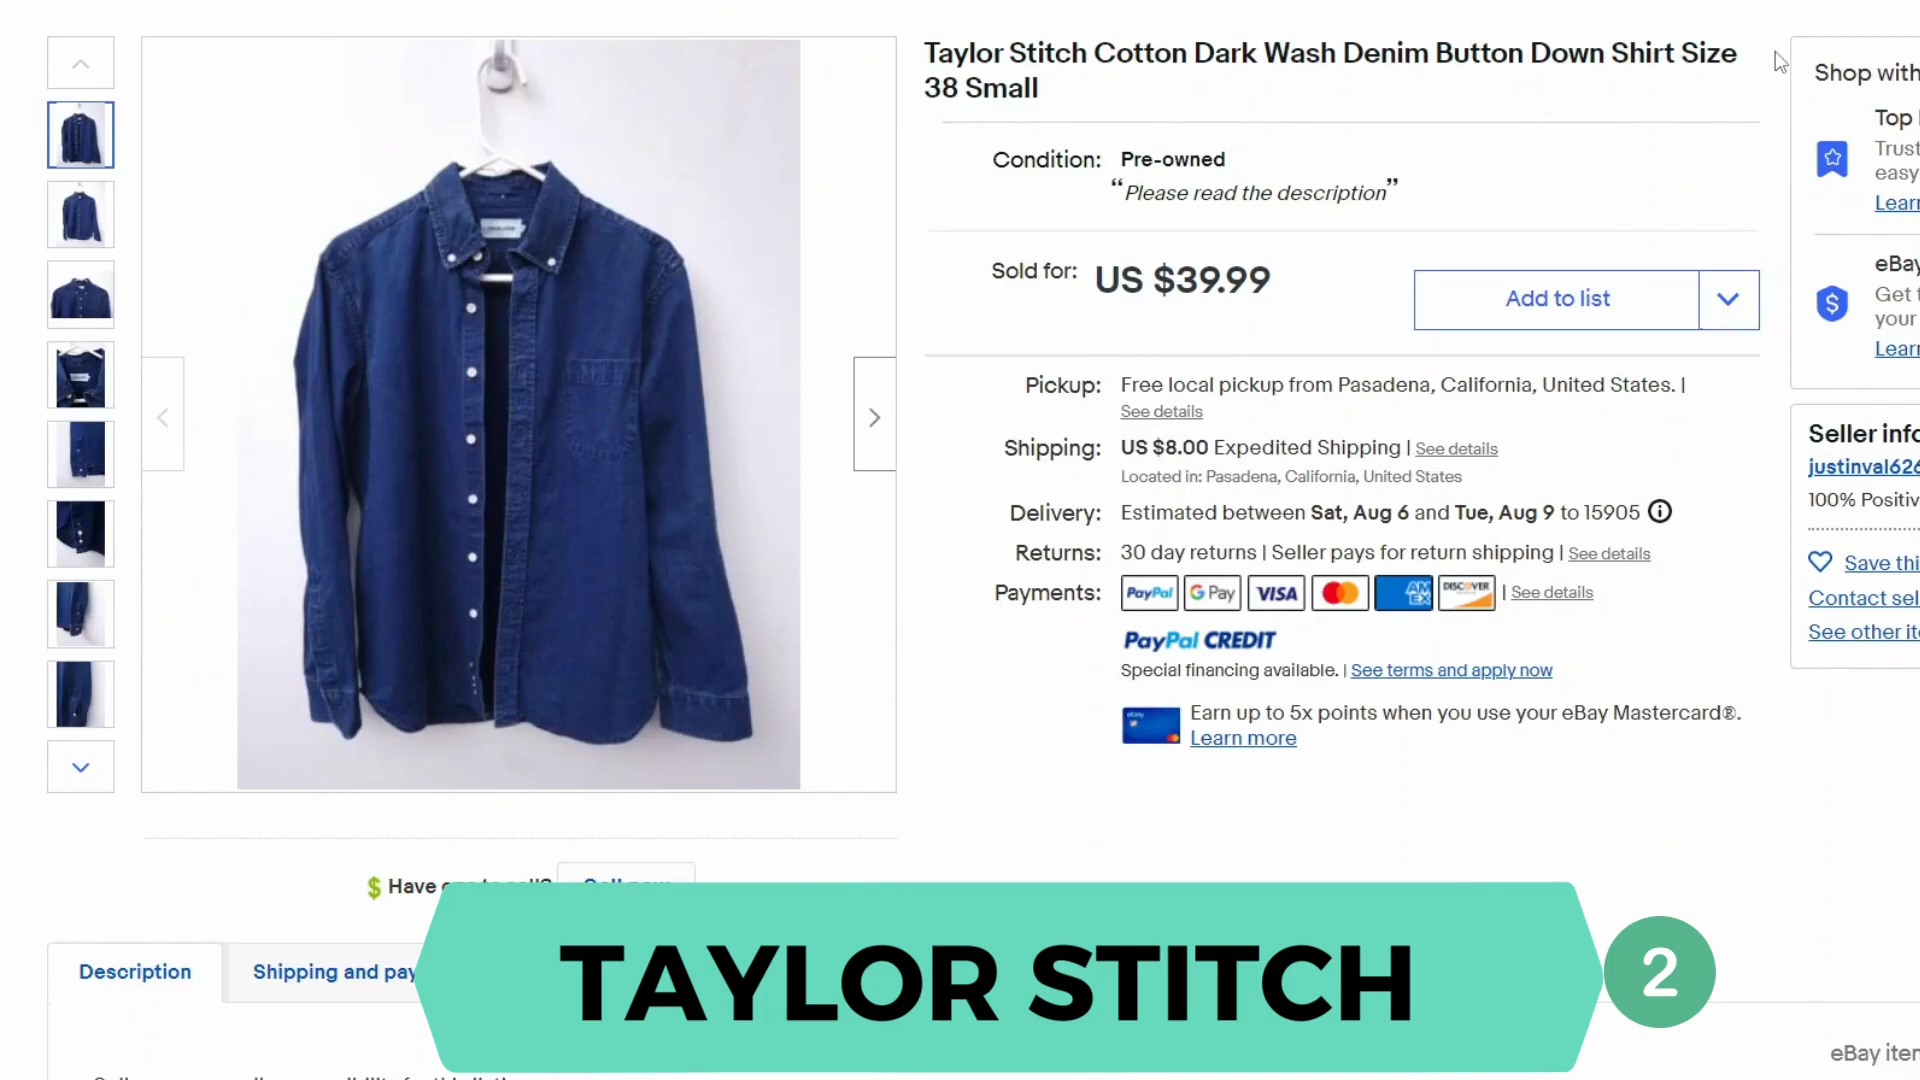 Taylor Stitch Cotton Dark Wash Denim Button Down Shirt Size
38 Small
Condition: Pre-owned
“Please read the description”
Sold for: US $39.99
Add to list
Pickup: Free local pickup from Pasadena, California, United States. |
See details
Shipping: US $8.00 Expedited Shipping | See details
Located in: Pasadena, California, United States
Delivery: Estimated between Sat, Aug 6 and Tue, Aug 9 to 15905
Returns: 30 day returns | Seller pays for return shipping | See details
Payments: PayPal G Pay VISA AMEX DISCOVER | See details
PayPal CREDIT
Special financing available. | See terms and apply now
ebay
Earn up to 5x points when you use your eBay Mastercard®.
Learn more
Shop with
Top
Trust
easy
Learn
eBay
Get
your
Learn
Seller info
justinval626
100% Positiv
Save thi
Contact sel
See other ite
$ Have
Description
Shipping and pay
TAYLOR STITCH
2
eBay item